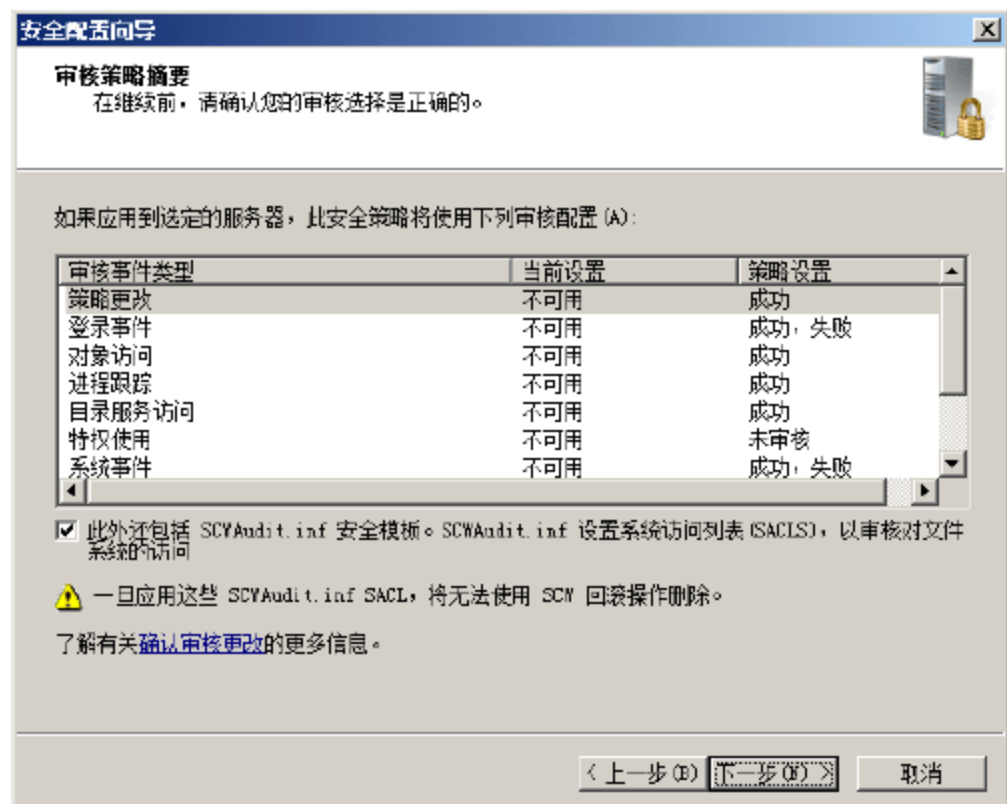 安全配置向导
审核策略摘要
在继续前，请确认您的审核选择是正确的。
如果应用到选定的服务器，此安全策略将使用下列审核配置(A):
审核事件类型 当前设置 策略设置
策略更改 不可用 成功
登录事件 不可用 成功，失败
对象访问 不可用 成功
进程跟踪 不可用 成功
目录服务访问 不可用 成功
特权使用 不可用 未审核
系统事件 不可用 成功，失败
此外还包括 SCWAudit.inf 安全模板。SCWAudit.inf 设置系统访问列表(SACLS)，以审核对文件
系统的访问
一旦应用这些 SCWAudit.inf SACL，将无法使用 SCW 回滚操作删除。
了解有关确认审核更改的更多信息。
< 上一步(B) 下一步(N) > 取消